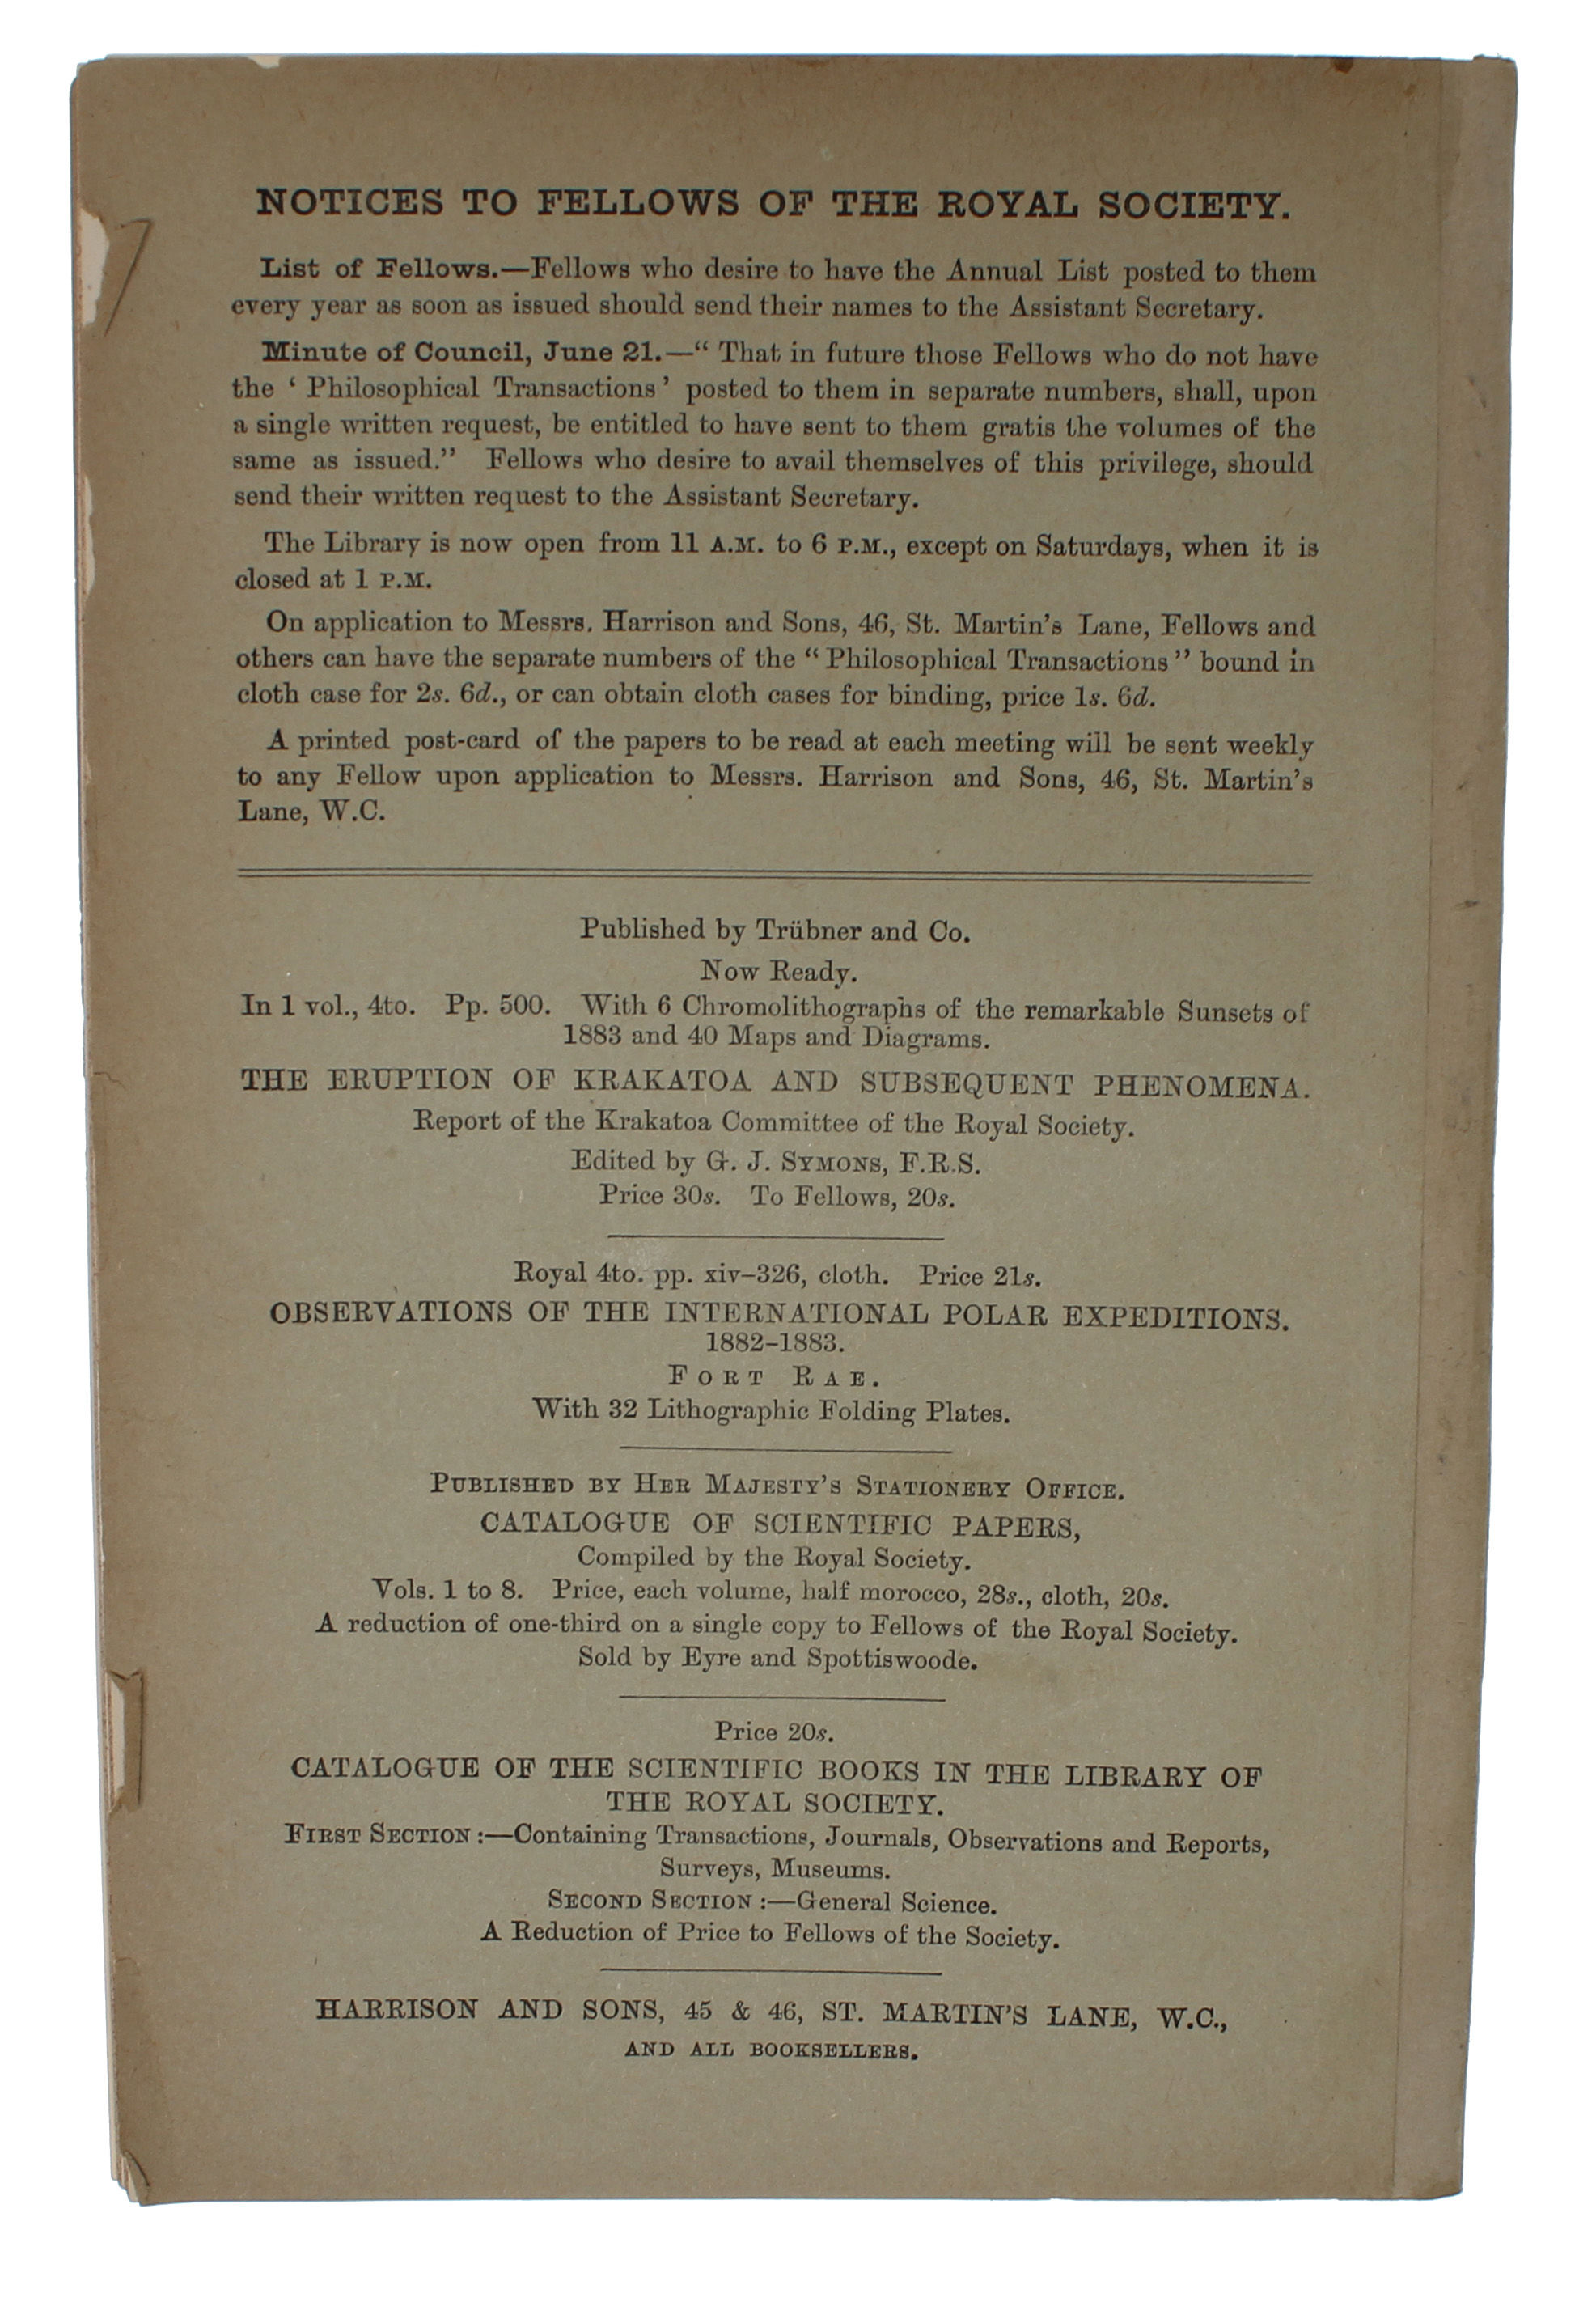 NOTICES TO FELLOWS OF THE ROYAL SOCIETY.
List of Fellows.—Fellows who desire to have the Annual List posted to them
every year as soon as issued should send their names to the Assistant Secretary.
Minute of Council, June 21.—“ That in future those Fellows who do not have
the ‘ Philosophical Transactions ’ posted to them in separate numbers, shall, upon
a single written request, be entitled to have sent to them gratis the volumes of the
same as issued.” Fellows who desire to avail themselves of this privilege, should
send their written request to the Assistant Secretary.
The Library is now open from 11 A.M. to 6 P.M., except on Saturdays, when it is
closed at 1 P.M.
On application to Messrs. Harrison and Sons, 46, St. Martin’s Lane, Fellows and
others can have the separate numbers of the “ Philosophical Transactions ” bound in
cloth case for 2s. 6d., or can obtain cloth cases for binding, price 1s. 6d.
A printed post-card of the papers to be read at each meeting will be sent weekly
to any Fellow upon application to Messrs. Harrison and Sons, 46, St. Martin’s
Lane, W.C.
Published by Trübner and Co.
Now Ready.
In 1 vol., 4to. Pp. 500. With 6 Chromolithographs of the remarkable Sunsets of
1883 and 40 Maps and Diagrams.
THE ERUPTION OF KRAKATOA AND SUBSEQUENT PHENOMENA.
Report of the Krakatoa Committee of the Royal Society.
Edited by G. J. SYMONS, F.R.S.
Price 30s. To Fellows, 20s.
Royal 4to. pp. xiv–326, cloth. Price 21s.
OBSERVATIONS OF THE INTERNATIONAL POLAR EXPEDITIONS.
1882–1883.
FORT RAE.
With 32 Lithographic Folding Plates.
PUBLISHED BY HER MAJESTY’S STATIONERY OFFICE.
CATALOGUE OF SCIENTIFIC PAPERS,
Compiled by the Royal Society.
Vols. 1 to 8. Price, each volume, half morocco, 28s., cloth, 20s.
A reduction of one-third on a single copy to Fellows of the Royal Society.
Sold by Eyre and Spottiswoode.
Price 20s.
CATALOGUE OF THE SCIENTIFIC BOOKS IN THE LIBRARY OF
THE ROYAL SOCIETY.
FIRST SECTION :—Containing Transactions, Journals, Observations and Reports,
Surveys, Museums.
SECOND SECTION :—General Science.
A Reduction of Price to Fellows of the Society.
HARRISON AND SONS, 45 & 46, ST. MARTIN’S LANE, W.C.,
AND ALL BOOKSELLERS.